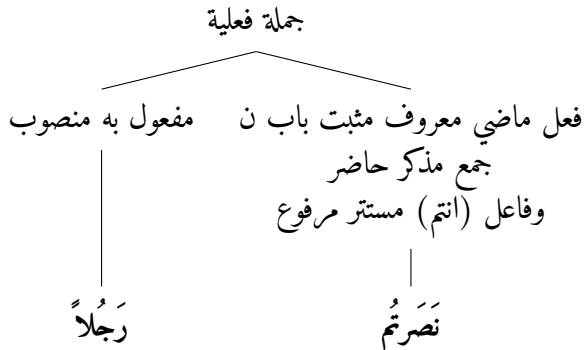 جملة فعلية
فعل ماضي معروف مثبت باب ن
جمع مذكر حاضر
وفاعل (انتم) مستتر مرفوع
مفعول به منصوب
نَصَرتُم
رَجُلاً